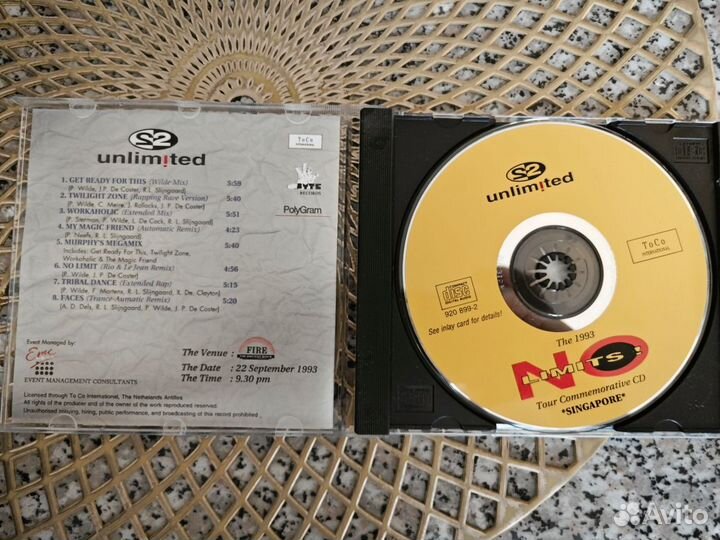 2
unlim!ted
ToCo
INTERNATIONAL
BYTE
RECORDS
PolyGram
1. GET READY FOR THIS (Wilde Mix) 5:59
(P. Wilde, J.P. De Coster, R.L. Slijngaard)
2. TWILIGHT ZONE (Rapping Rave Version) 5:40
(P. Wilde, C. Meire, J. Rollocks, J. P. De Coster)
3. WORKAHOLIC (Extended Mix) 5:51
(P. Sterman, P. Wilde, L. De Cock, R. L. Slijngaard)
4. MY MAGIC FRIEND (Automatic Remix) 4:23
(P. Neefs, R. L. Slijngaard)
5. MURPHY'S MEGAMIX 5:40
Includes: Get Ready For This, Twilight Zone,
Workaholic & The Magic Friend
6. NO LIMIT (Rio & Le Jean Remix) 4:56
(P. Wilde, J. P. De Coster)
7. TRIBAL DANCE (Extended Rap) 5:15
(P. Wilde, F. Martens, R. L. Slijngaard, X. De Clayton)
8. FACES (Trance-Aumatic Remix) 5:20
(A. D. Dels, R. L. Slijngaard, P. Wilde, J. P. De Coster)
Event Managed by:
EVENT MANAGEMENT CONSULTANTS
The Venue : FIRE
The Date : 22 September 1993
The Time : 9.30 pm
Licensed through To Co International, The Netherlands Antilles
All rights of the producer and of the owner of the work reproduced reserved.
Unauthorised copying, hiring, public performance, and broadcasting of this record prohibited.
2
unlim!ted
ToCo
INTERNATIONAL
COMPACT
disc
DIGITAL AUDIO
920 899-2
See inlay card for details!
The 1993
NO
LIMITS!
Tour Commemorative CD
*SINGAPORE*
Avito